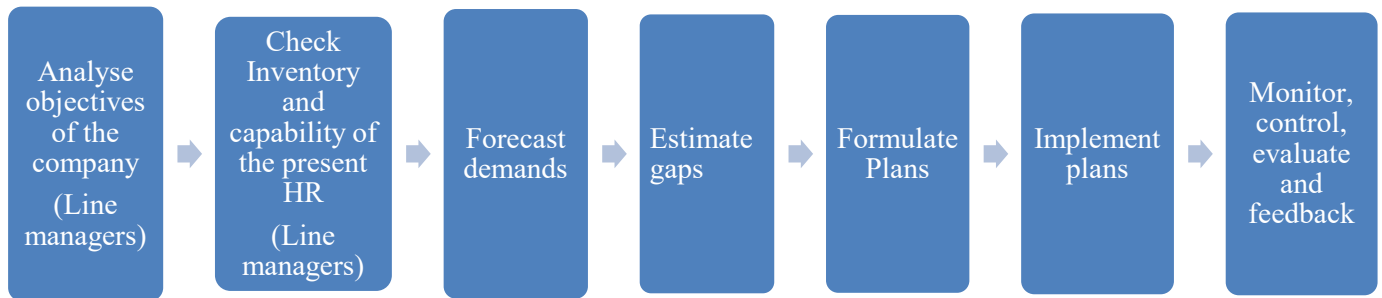 Analyse
objectives
of the
company
(Line
managers)
Check
Inventory
and
capability of
the present
HR
(Line
managers)
Forecast
demands
Estimate
gaps
Formulate
Plans
Implement
plans
Monitor,
control,
evaluate
and
feedback